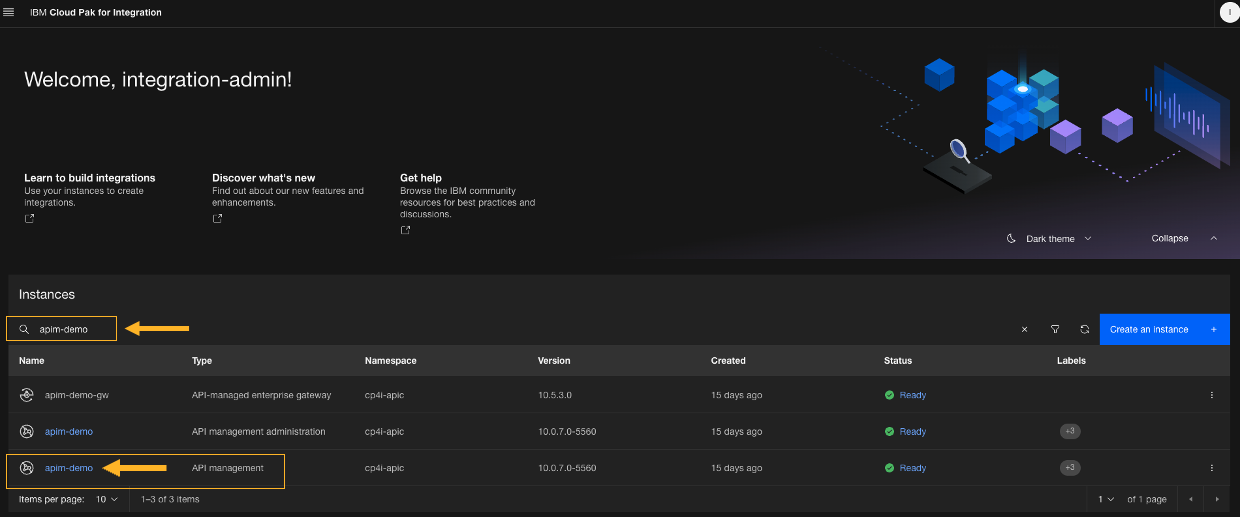 IBM Cloud Pak for Integration
I
Welcome, integration-admin!
Learn to build integrations
Use your instances to create
integrations.
Discover what's new
Find out about our new features and
enhancements.
Get help
Browse the IBM community
resources for best practices and
discussions.
Dark theme
Collapse
Instances
apim-demo
Create an instance +
Name Type Namespace Version Created Status Labels
apim-demo-gw API-managed enterprise gateway cp4i-apic 10.5.3.0 15 days ago Ready
apim-demo API management administration cp4i-apic 10.0.7.0-5560 15 days ago Ready +3
apim-demo API management cp4i-apic 10.0.7.0-5560 15 days ago Ready +3
Items per page: 10 1–3 of 3 items 1 of 1 page